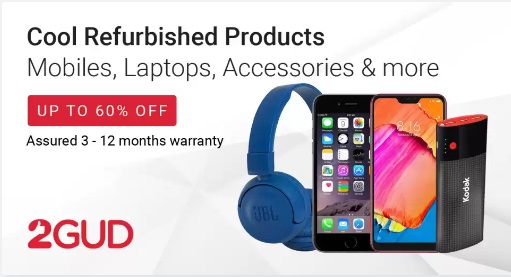 Cool Refurbished Products
Mobiles, Laptops, Accessories & more
UP TO 60% OFF
Assured 3 - 12 months warranty
JBL
Kodak
2GUD